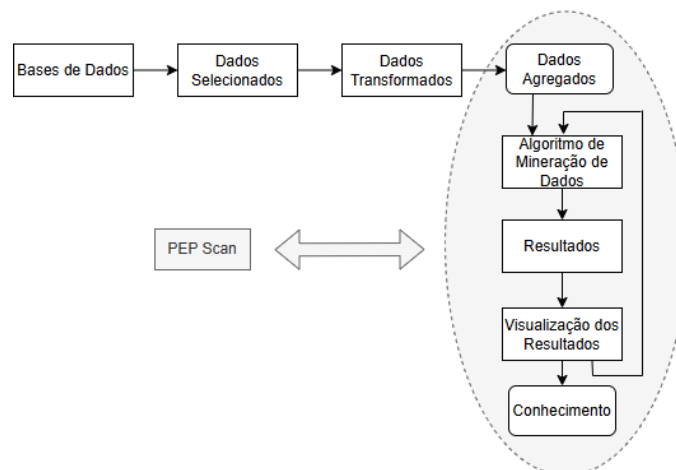 Bases de Dados
Dados
Selecionados
Dados
Transformados
Dados
Agregados
Algoritmo de
Mineração de
Dados
PEP Scan
Resultados
Visualização dos
Resultados
Conhecimento